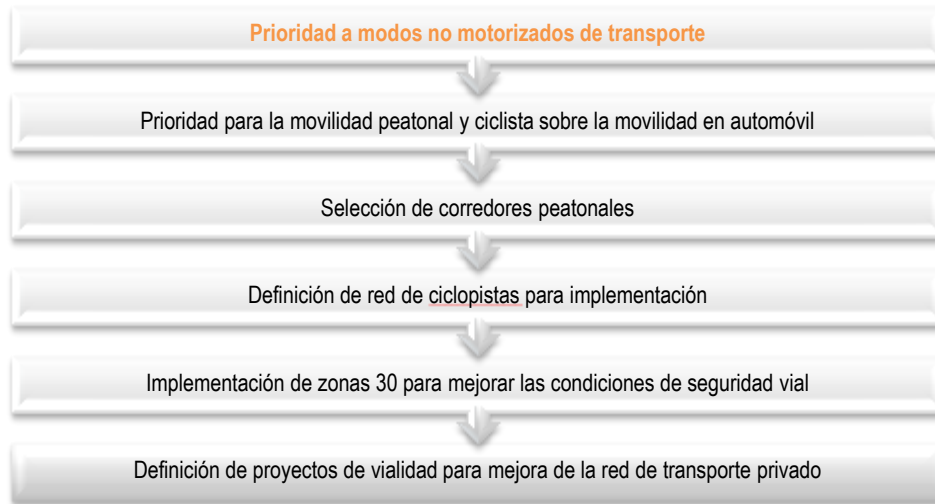 Prioridad a modos no motorizados de transporte
Prioridad para la movilidad peatonal y ciclista sobre la movilidad en automóvil
Selección de corredores peatonales
Definición de red de ciclopistas para implementación
Implementación de zonas 30 para mejorar las condiciones de seguridad vial
Definición de proyectos de vialidad para mejora de la red de transporte privado